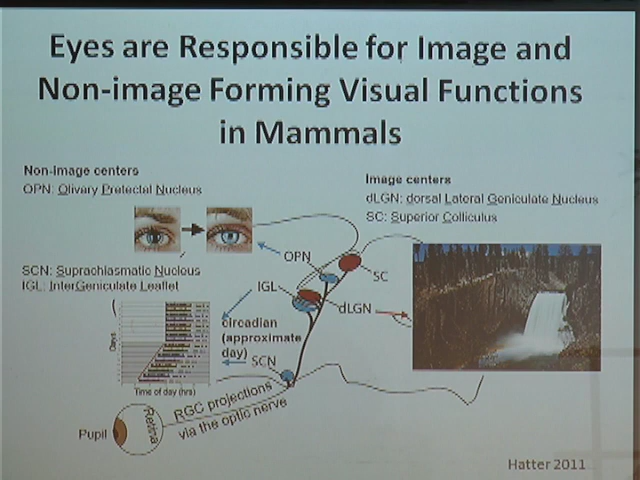 Eyes are Responsible for Image and
Non-image Forming Visual Functions
in Mammals
Non-image centers
OPN: Olivary Pretectal Nucleus
Image centers
dLGN: dorsal Lateral Geniculate Nucleus
SC: Superior Colliculus
SCN: Suprachiasmatic Nucleus
IGL: InterGeniculate Leaflet
OPN
SC
IGL
dLGN
circadian
(approximate
day)
SCN
Days
Time of day (hrs)
RGC projections
via the optic nerve
Pupil
Retina
Hatter 2011